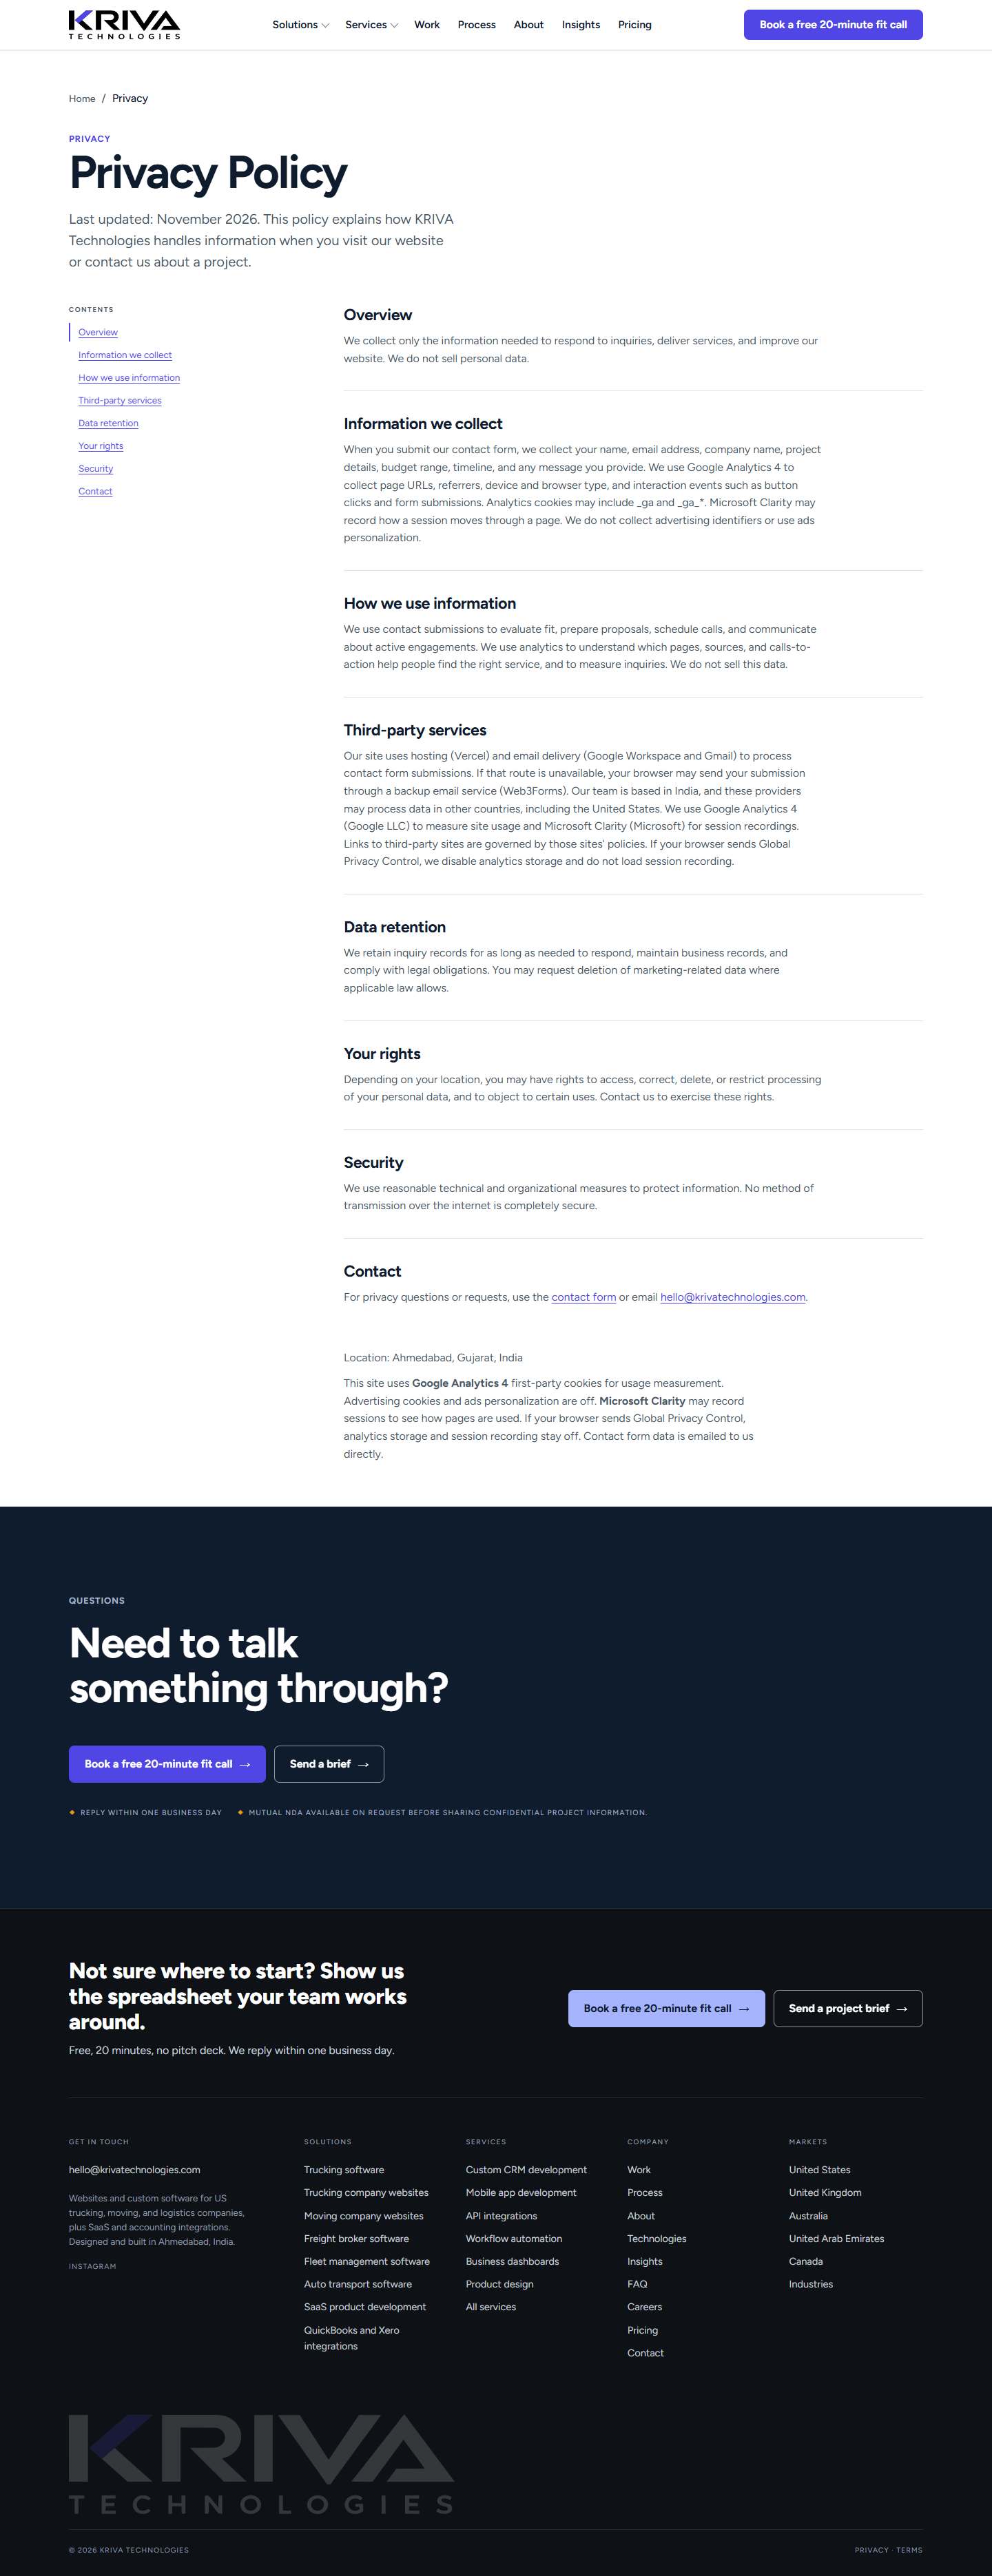 KRIVA
TECHNOLOGIES
Solutions
Services
Work
Process
About
Insights
Pricing
Book a free 20-minute fit call
Home / Privacy
PRIVACY
Privacy Policy
Last updated: November 2026. This policy explains how KRIVA
Technologies handles information when you visit our website
or contact us about a project.
CONTENTS
Overview
Information we collect
How we use information
Third-party services
Data retention
Your rights
Security
Contact
Overview
We collect only the information needed to respond to inquiries, deliver services, and improve our
website. We do not sell personal data.
Information we collect
When you submit our contact form, we collect your name, email address, company name, project
details, budget range, timeline, and any message you provide. We use Google Analytics 4 to
collect page URLs, referrers, device and browser type, and interaction events such as button
clicks and form submissions. Analytics cookies may include _ga and _ga_*. Microsoft Clarity may
record how a session moves through a page. We do not collect advertising identifiers or use ads
personalization.
How we use information
We use contact submissions to evaluate fit, prepare proposals, schedule calls, and communicate
about active engagements. We use analytics to understand which pages, sources, and calls-to-
action help people find the right service, and to measure inquiries. We do not sell this data.
Third-party services
Our site uses hosting (Vercel) and email delivery (Google Workspace and Gmail) to process
contact form submissions. If that route is unavailable, your browser may send your submission
through a backup email service (Web3Forms). Our team is based in India, and these providers
may process data in other countries, including the United States. We use Google Analytics 4
(Google LLC) to measure site usage and Microsoft Clarity (Microsoft) for session recordings.
Links to third-party sites are governed by those sites' policies. If your browser sends Global
Privacy Control, we disable analytics storage and do not load session recording.
Data retention
We retain inquiry records for as long as needed to respond, maintain business records, and
comply with legal obligations. You may request deletion of marketing-related data where
applicable law allows.
Your rights
Depending on your location, you may have rights to access, correct, delete, or restrict processing
of your personal data, and to object to certain uses. Contact us to exercise these rights.
Security
We use reasonable technical and organizational measures to protect information. No method of
transmission over the internet is completely secure.
Contact
For privacy questions or requests, use the contact form or email hello@krivatechnologies.com.
Location: Ahmedabad, Gujarat, India
This site uses Google Analytics 4 first-party cookies for usage measurement.
Advertising cookies and ads personalization are off. Microsoft Clarity may record
sessions to see how pages are used. If your browser sends Global Privacy Control,
analytics storage and session recording stay off. Contact form data is emailed to us
directly.
QUESTIONS
Need to talk
something through?
Book a free 20-minute fit call →
Send a brief →
REPLY WITHIN ONE BUSINESS DAY
MUTUAL NDA AVAILABLE ON REQUEST BEFORE SHARING CONFIDENTIAL PROJECT INFORMATION.
Not sure where to start? Show us
the spreadsheet your team works
around.
Free, 20 minutes, no pitch deck. We reply within one business day.
Book a free 20-minute fit call →
Send a project brief →
GET IN TOUCH
hello@krivatechnologies.com
Websites and custom software for US
trucking, moving, and logistics companies,
plus SaaS and accounting integrations.
Designed and built in Ahmedabad, India.
INSTAGRAM
SOLUTIONS
Trucking software
Trucking company websites
Moving company websites
Freight broker software
Fleet management software
Auto transport software
SaaS product development
QuickBooks and Xero
integrations
SERVICES
Custom CRM development
Mobile app development
API integrations
Workflow automation
Business dashboards
Product design
All services
COMPANY
Work
Process
About
Technologies
Insights
FAQ
Careers
Pricing
Contact
MARKETS
United States
United Kingdom
Australia
United Arab Emirates
Canada
Industries
KRIVA
TECHNOLOGIES
© 2026 KRIVA TECHNOLOGIES
PRIVACY · TERMS